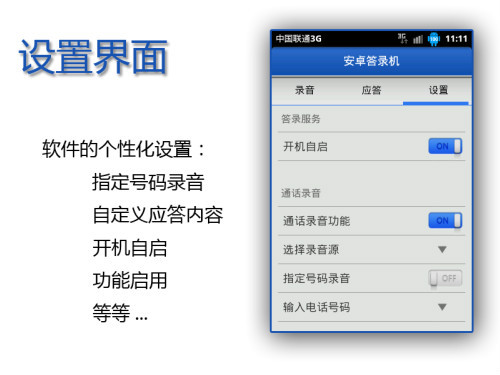 设置界面
软件的个性化设置：
指定号码录音
自定义应答内容
开机自启
功能启用
等等 ...
中国联通3G 3G 100 11:11
安卓答录机
录音 应答 设置
答录服务
开机自启 ON
通话录音
通话录音功能 ON
选择录音源
指定号码录音 OFF
输入电话号码